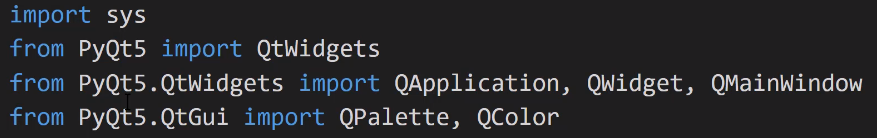 import sys
from PyQt5 import QtWidgets
from PyQt5.QtWidgets import QApplication, QWidget, QMainWindow
from PyQt5.QtGui import QPalette, QColor